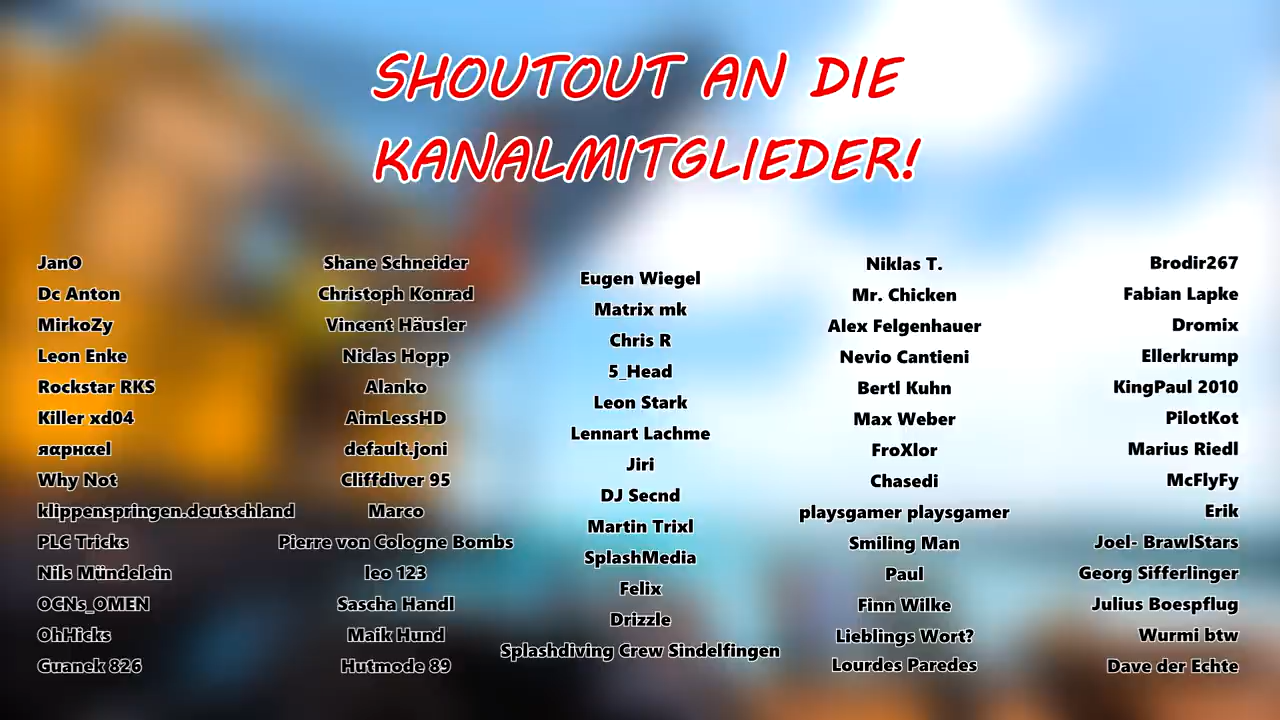 SHOUTOUT AN DIE
KANALMITGLIEDER!
JanO
Dc Anton
MirkoZy
Leon Enke
Rockstar RKS
Killer xd04
яαρнαel
Why Not
klippenspringen.deutschland
PLC Tricks
Nils Mündelein
OCNs_OMEN
OhHicks
Guanek 826
Shane Schneider
Christoph Konrad
Vincent Häusler
Niclas Hopp
Alanko
AimLessHD
default.joni
Cliffdiver 95
Marco
Pierre von Cologne Bombs
leo 123
Sascha Handl
Maik Hund
Hutmode 89
Eugen Wiegel
Matrix mk
Chris R
5_Head
Leon Stark
Lennart Lachme
Jiri
DJ Secnd
Martin Trixl
SplashMedia
Felix
Drizzle
Splashdiving Crew Sindelfingen
Niklas T.
Mr. Chicken
Alex Felgenhauer
Nevio Cantieni
Bertl Kuhn
Max Weber
FroXlor
Chasedi
playsgamer playsgamer
Smiling Man
Paul
Finn Wilke
Lieblings Wort?
Lourdes Paredes
Brodir267
Fabian Lapke
Dromix
Ellerkrump
KingPaul 2010
PilotKot
Marius Riedl
McFlyFy
Erik
Joel- BrawlStars
Georg Sifferlinger
Julius Boespflug
Wurmi btw
Dave der Echte